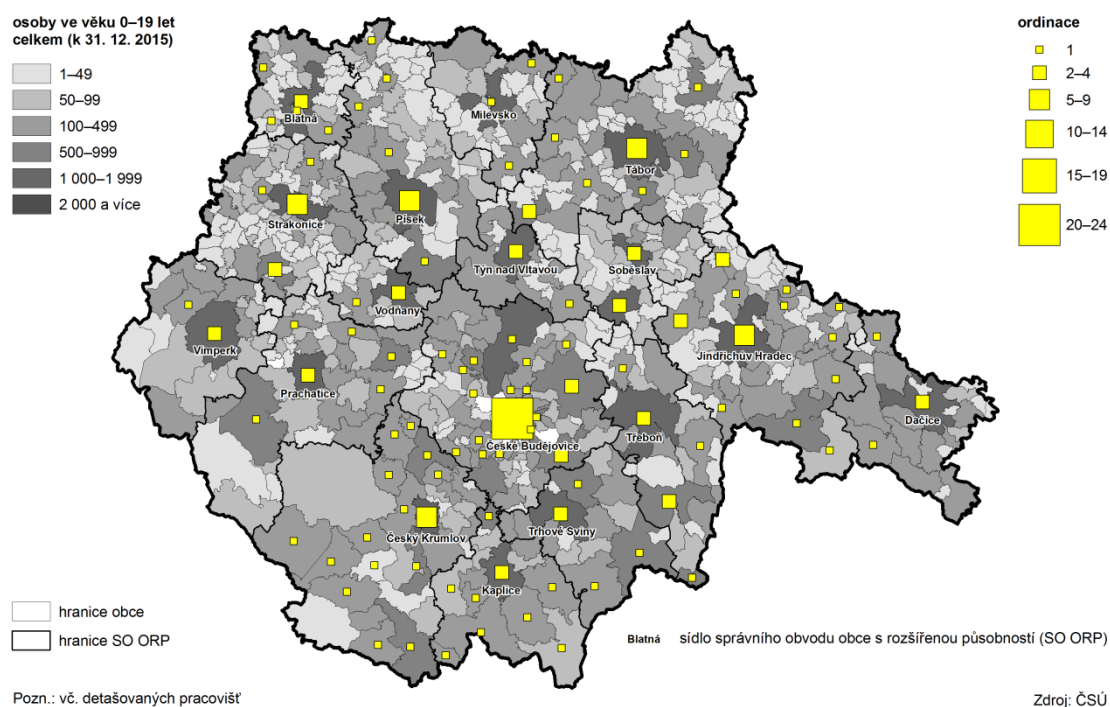 osoby ve věku 0–19 let
celkem (k 31. 12. 2015)
1–49
50–99
100–499
500–999
1 000–1 999
2 000 a více
ordinace
1
2–4
5–9
10–14
15–19
20–24
Blatná
Milevsko
Tábor
Strakonice
Písek
Týn nad Vltavou
Soběslav
Vodňany
Vimperk
Jindřichův Hradec
Prachatice
Dačice
České Budějovice
Třeboň
Český Krumlov
Trhové Sviny
Kaplice
hranice obce
hranice SO ORP
Blatná sídlo správního obvodu obce s rozšířenou působností (SO ORP)
Pozn.: vč. detašovaných pracovišť
Zdroj: ČSÚ